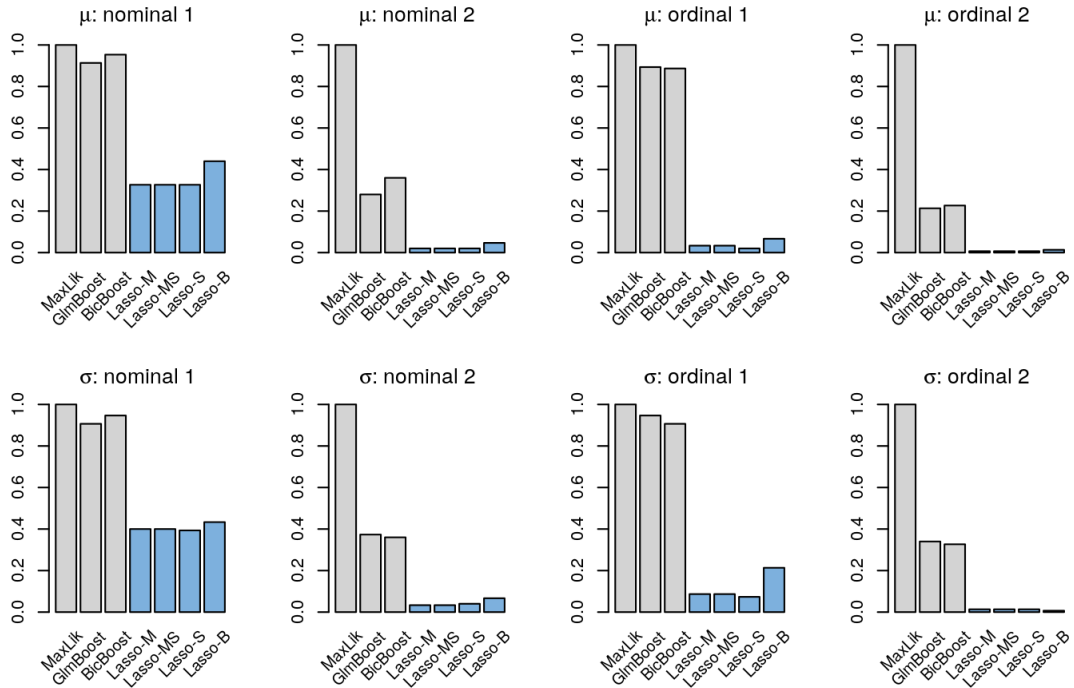 μ: nominal 1
1.0
0.8
0.6
0.4
0.2
0.0
MaxLik
GlmBoost
BicBoost
Lasso-M
Lasso-MS
Lasso-S
Lasso-B
μ: nominal 2
1.0
0.8
0.6
0.4
0.2
0.0
MaxLik
GlmBoost
BicBoost
Lasso-M
Lasso-MS
Lasso-S
Lasso-B
μ: ordinal 1
1.0
0.8
0.6
0.4
0.2
0.0
MaxLik
GlmBoost
BicBoost
Lasso-M
Lasso-MS
Lasso-S
Lasso-B
μ: ordinal 2
1.0
0.8
0.6
0.4
0.2
0.0
MaxLik
GlmBoost
BicBoost
Lasso-M
Lasso-MS
Lasso-S
Lasso-B
σ: nominal 1
1.0
0.8
0.6
0.4
0.2
0.0
MaxLik
GlmBoost
BicBoost
Lasso-M
Lasso-MS
Lasso-S
Lasso-B
σ: nominal 2
1.0
0.8
0.6
0.4
0.2
0.0
MaxLik
GlmBoost
BicBoost
Lasso-M
Lasso-MS
Lasso-S
Lasso-B
σ: ordinal 1
1.0
0.8
0.6
0.4
0.2
0.0
MaxLik
GlmBoost
BicBoost
Lasso-M
Lasso-MS
Lasso-S
Lasso-B
σ: ordinal 2
1.0
0.8
0.6
0.4
0.2
0.0
MaxLik
GlmBoost
BicBoost
Lasso-M
Lasso-MS
Lasso-S
Lasso-B